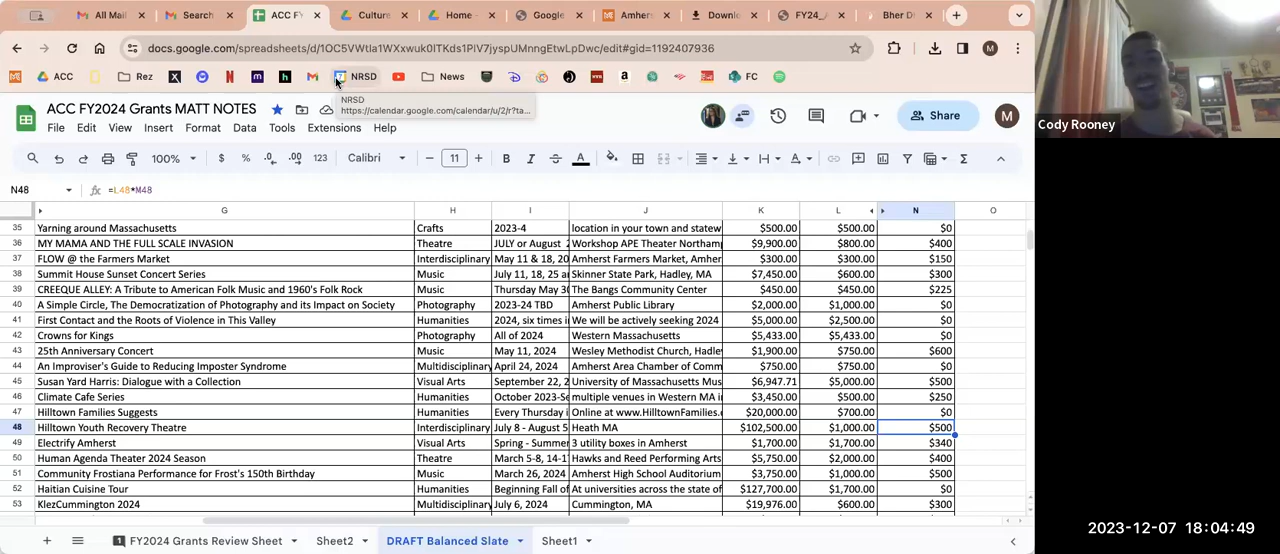 All Mail
Search
ACC FY
Culture
Home -
Google
Amhers
Downlo
FY24_
Bher D
docs.google.com/spreadsheets/d/1OC5VWtla1WXxwuk0lTKds1PlV7jyspUMnngEtwLpDwc/edit#gid=1192407936
M
ACC
Rez
NRSD
News
FC
NRSD
https://calendar.google.com/calendar/u/2/r?ta...
ACC FY2024 Grants MATT NOTES
File Edit View Insert Format Data Tools Extensions Help
Share
M
100% $ % .0 .00 123 Calibri 11 B I A
N48 =L48*M48
G H I J K L N O
35 Yarning around Massachusetts Crafts 2023-4 location in your town and statew $500.00 $500.00 $0
36 MY MAMA AND THE FULL SCALE INVASION Theatre JULY or August 2 Workshop APE Theater Northamp $9,900.00 $800.00 $400
37 FLOW @ the Farmers Market Interdisciplinary May 11 & 18, 20 Amherst Farmers Market, Amher $300.00 $300.00 $150
38 Summit House Sunset Concert Series Music July 11, 18, 25 an Skinner State Park, Hadley, MA $7,450.00 $600.00 $300
39 CREEQUE ALLEY: A Tribute to American Folk Music and 1960's Folk Rock Music Thursday May 30 The Bangs Community Center $450.00 $450.00 $225
40 A Simple Circle, The Democratization of Photography and its Impact on Society Photography 2023-24 TBD Amherst Public Library $2,000.00 $1,000.00 $0
41 First Contact and the Roots of Violence in This Valley Humanities 2024, six times i We will be actively seeking 2024 $5,000.00 $2,500.00 $0
42 Crowns for Kings Photography All of 2024 Western Massachusetts $5,433.00 $5,433.00 $0
43 25th Anniversary Concert Music May 11, 2024 Wesley Methodist Church, Hadley $1,900.00 $750.00 $600
44 An Improviser's Guide to Reducing Imposter Syndrome Multidisciplinary April 24, 2024 Amherst Area Chamber of Comm $750.00 $750.00 $0
45 Susan Yard Harris: Dialogue with a Collection Visual Arts September 22, 2 University of Massachusetts Mus $6,947.71 $5,000.00 $500
46 Climate Cafe Series Humanities October 2023-Se multiple venues in Western MA i $3,450.00 $500.00 $250
47 Hilltown Families Suggests Humanities Every Thursday i Online at www.HilltownFamilies. $20,000.00 $700.00 $0
48 Hilltown Youth Recovery Theatre Interdisciplinary July 8 - August 5 Heath MA $102,500.00 $1,000.00 $500
49 Electrify Amherst Visual Arts Spring - Summer 3 utility boxes in Amherst $1,700.00 $1,700.00 $340
50 Human Agenda Theater 2024 Season Theatre March 5-8, 14-1 Hawks and Reed Performing Arts $5,750.00 $2,000.00 $400
51 Community Frostiana Performance for Frost's 150th Birthday Music March 26, 2024 Amherst High School Auditorium $3,750.00 $1,000.00 $500
52 Haitian Cuisine Tour Humanities Beginning Fall of At universities across the state of $127,700.00 $1,700.00 $0
53 KlezCummington 2024 Multidisciplinary July 6, 2024 Cummington, MA $19,976.00 $600.00 $300
FY2024 Grants Review Sheet Sheet2 DRAFT Balanced Slate Sheet1
Cody Rooney
2023-12-07 18:04:49